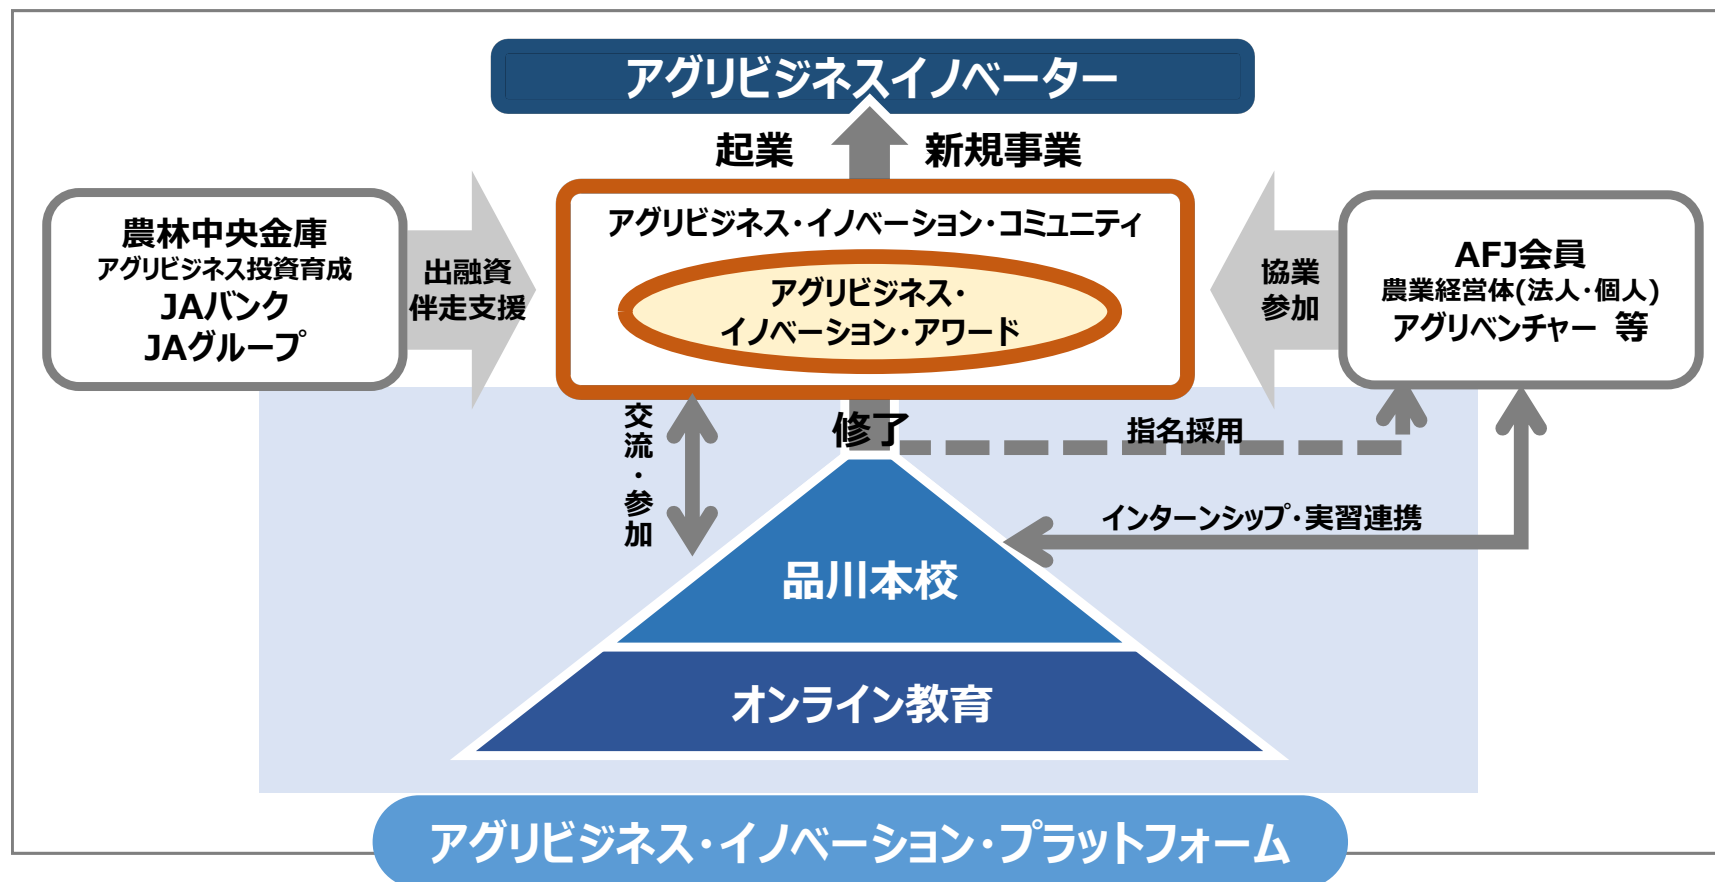 アグリビジネスイノベーター
起業
新規事業
農林中央金庫
アグリビジネス投資育成
JAバンク
JAグループ
出融資
伴走支援
アグリビジネス・イノベーション・コミュニティ
アグリビジネス・
イノベーション・アワード
協業
参加
AFJ会員
農業経営体(法人・個人)
アグリベンチャー 等
交流・参加
修了
指名採用
インターンシップ・実習連携
品川本校
オンライン教育
アグリビジネス・イノベーション・プラットフォーム